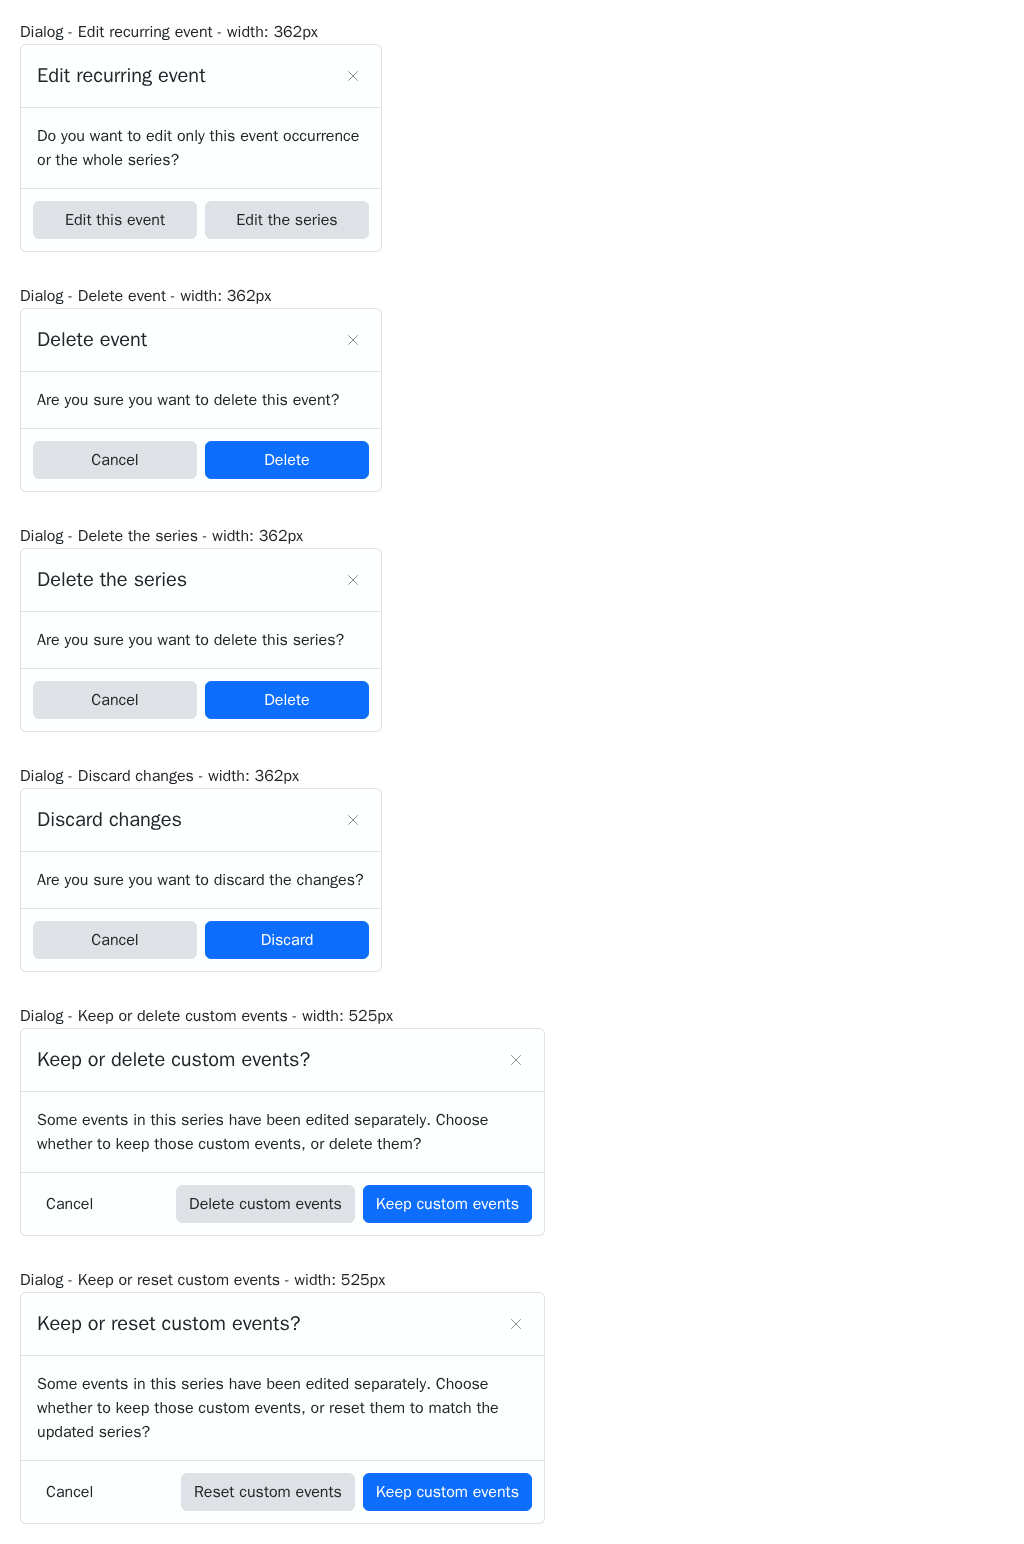 Dialog - Edit recurring event - width: 362px
Edit recurring event
Do you want to edit only this event occurrence
or the whole series?
Edit this event
Edit the series
Dialog - Delete event - width: 362px
Delete event
Are you sure you want to delete this event?
Cancel
Delete
Dialog - Delete the series - width: 362px
Delete the series
Are you sure you want to delete this series?
Cancel
Delete
Dialog - Discard changes - width: 362px
Discard changes
Are you sure you want to discard the changes?
Cancel
Discard
Dialog - Keep or delete custom events - width: 525px
Keep or delete custom events?
Some events in this series have been edited separately. Choose
whether to keep those custom events, or delete them?
Cancel
Delete custom events
Keep custom events
Dialog - Keep or reset custom events - width: 525px
Keep or reset custom events?
Some events in this series have been edited separately. Choose
whether to keep those custom events, or reset them to match the
updated series?
Cancel
Reset custom events
Keep custom events